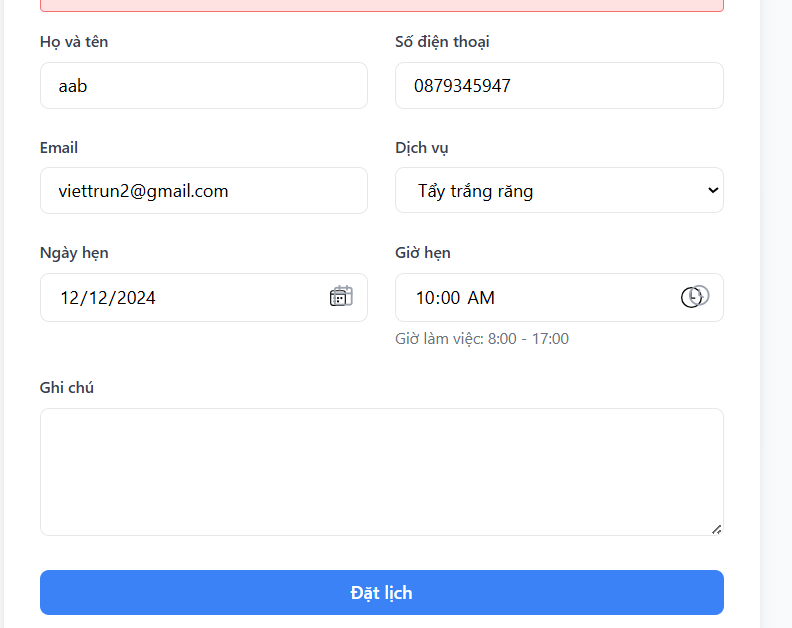 Họ và tên
Số điện thoại
aab
0879345947
Email
Dịch vụ
viettrun2@gmail.com
Tẩy trắng răng
Ngày hẹn
Giờ hẹn
12/12/2024
10:00 AM
Giờ làm việc: 8:00 - 17:00
Ghi chú
Đặt lịch